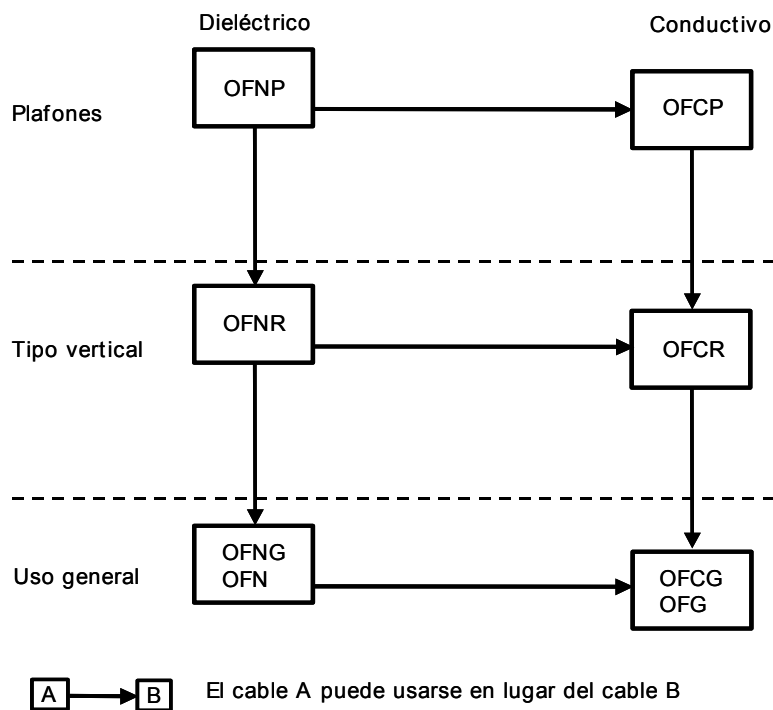 Dieléctrico
Conductivo
Plafones
OFNP
OFCP
Tipo vertical
OFNR
OFCR
Uso general
OFNG
OFN
OFCG
OFG
A
B
El cable A puede usarse en lugar del cable B